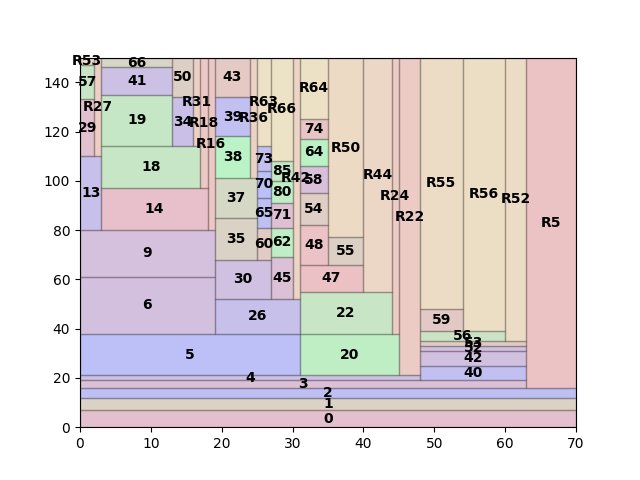 R53 66
140 57 41 50 43 R64
R27 R31 39 R63 R66
120 29 19 34 R18 R36 74
R16 38 73 64 R50
100 18 70 85 R42 58 R44 R55
13 14 37 65 80 54 R24 R56 R52
80 71 R22 R5
9 35 60 62 48 55
60 30 45 47
6 26 22 59
40 56
53
5 20 52
42
20 4 3 40
2
1
0 0
0 10 20 30 40 50 60 70